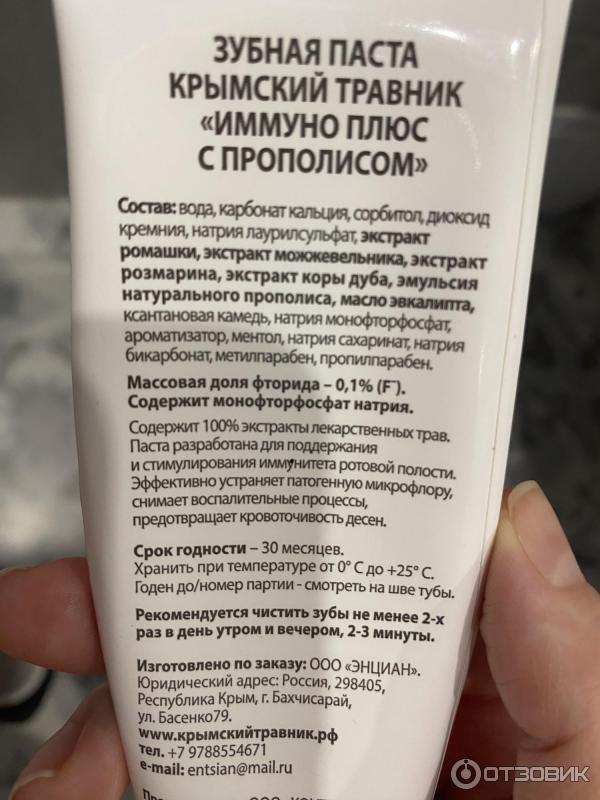 ЗУБНАЯ ПАСТА
КРЫМСКИЙ ТРАВНИК
«ИММУНО ПЛЮС
С ПРОПОЛИСОМ»
Состав: вода, карбонат кальция, сорбитол, диоксид
кремния, натрия лаурилсульфат, экстракт
ромашки, экстракт можжевельника, экстракт
розмарина, экстракт коры дуба, эмульсия
натурального прополиса, масло эвкалипта,
ксантановая камедь, натрия монофторфосфат,
ароматизатор, ментол, натрия сахаринат, натрия
бикарбонат, метилпарабен, пропилпарабен.
Массовая доля фторида – 0,1% (F⁻).
Содержит монофторфосфат натрия.
Содержит 100% экстракты лекарственных трав.
Паста разработана для поддержания
и стимулирования иммунитета ротовой полости.
Эффективно устраняет патогенную микрофлору,
снимает воспалительные процессы,
предотвращает кровоточивость десен.
Срок годности – 30 месяцев.
Хранить при температуре от 0° С до +25° С.
Годен до/номер партии - смотреть на шве тубы.
Рекомендуется чистить зубы не менее 2-х
раз в день утром и вечером, 2-3 минуты.
Изготовлено по заказу: ООО «ЭНЦИАН».
Юридический адрес: Россия, 298405,
Республика Крым, г. Бахчисарай,
ул. Басенко79.
www.крымскийтравник.рф
тел. +7 9788554671
e-mail: entsian@mail.ru
ОТЗОВИК